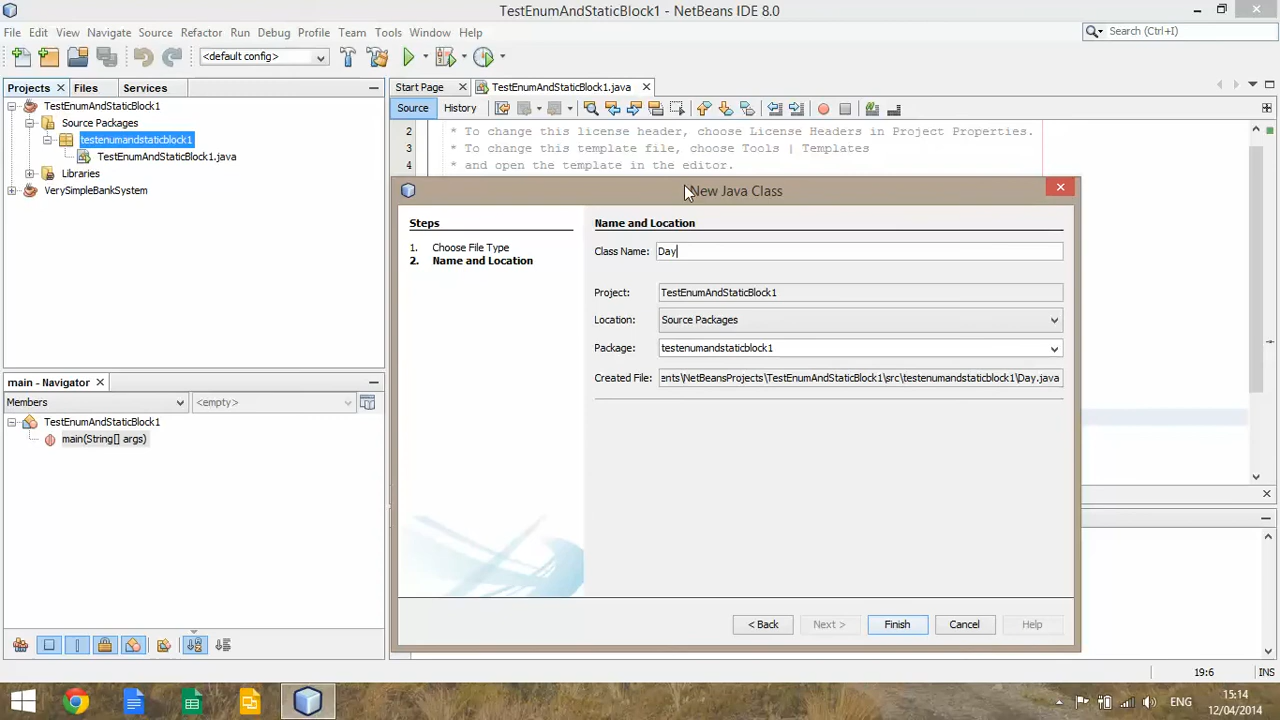 TestEnumAndStaticBlock1 - NetBeans IDE 8.0
File Edit View Navigate Source Refactor Run Debug Profile Team Tools Window Help
Search (Ctrl+I)
<default config>
Projects Files Services
Start Page TestEnumAndStaticBlock1.java
TestEnumAndStaticBlock1
Source Packages
testenumandstaticblock1
TestEnumAndStaticBlock1.java
Libraries
VerySimpleBankSystem
Source History
2 * To change this license header, choose License Headers in Project Properties.
3 * To change this template file, choose Tools | Templates
4 * and open the template in the editor.
New Java Class
Steps
1. Choose File Type
2. Name and Location
Name and Location
Class Name: Day
Project: TestEnumAndStaticBlock1
Location: Source Packages
Package: testenumandstaticblock1
Created File: ents\NetBeansProjects\TestEnumAndStaticBlock1\src\testenumandstaticblock1\Day.java
< Back Next > Finish Cancel Help
main - Navigator
Members <empty>
TestEnumAndStaticBlock1
main(String[] args)
19:6 INS
ENG
15:14
12/04/2014